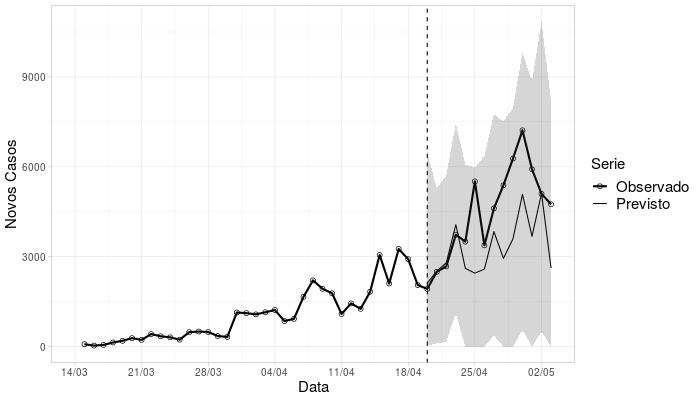 9000
6000
3000
0
Novos Casos
14/03 21/03 28/03 04/04 11/04 18/04 25/04 02/05
Data
Serie
Observado
Previsto